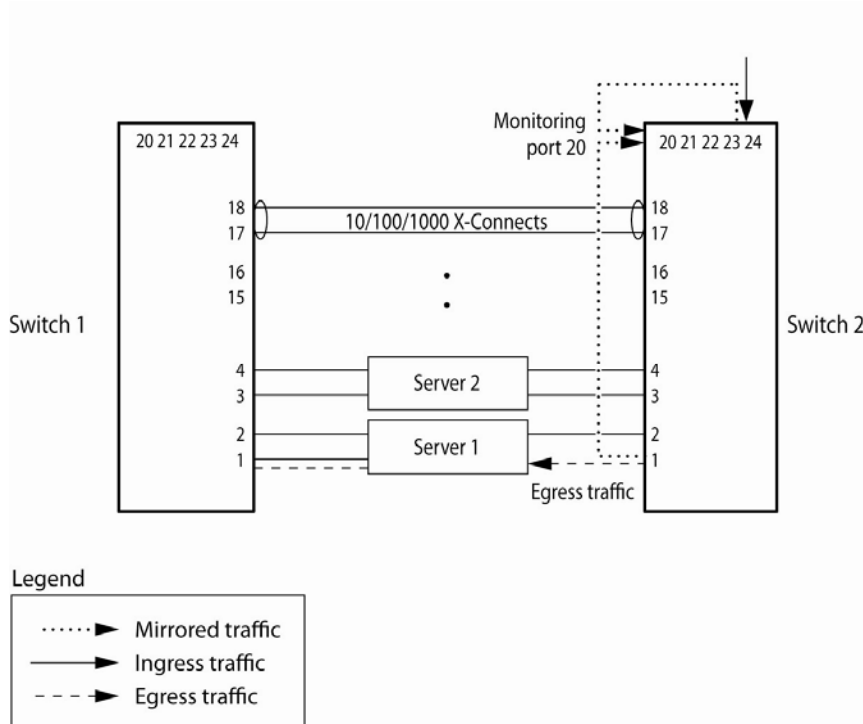 Monitoring
port 20
20 21 22 23 24
20 21 22 23 24
18
17
10/100/1000 X-Connects
18
17
16
15
16
15
Switch 1
Switch 2
4
3
Server 2
4
3
2
1
Server 1
2
1
Egress traffic
Legend
Mirrored traffic
Ingress traffic
Egress traffic